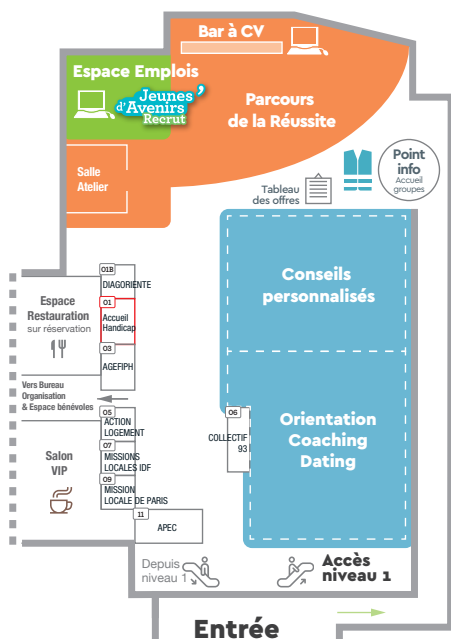 Bar à CV
Espace Emplois
Jeunes
d'Avenirs
Recrut'
Parcours
de la Réussite
Salle
Atelier
Tableau
des offres
Point
info
Accueil
groupes
Conseils
personnalisés
01B
DIAGORIENTE
01
Accueil
Handicap
03
AGEFIPH
Espace
Restauration
sur réservation
Vers Bureau
Organisation
& Espace bénévoles
05
ACTION
LOGEMENT
07
MISSIONS
LOCALES IDF
09
MISSION
LOCALE DE PARIS
11
APEC
Salon
VIP
06
COLLECTIF
93
Orientation
Coaching
Dating
Depuis
niveau 1
Accès
niveau 1
Entrée